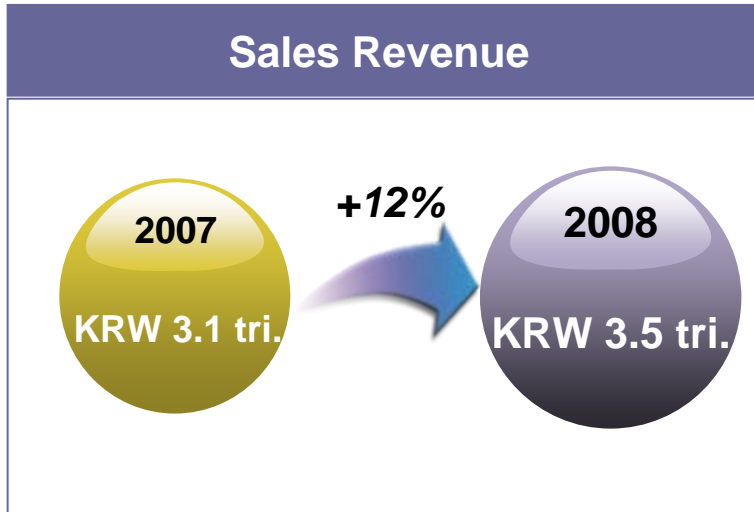 Sales Revenue
+12%
2007
2008
KRW 3.1 tri.
KRW 3.5 tri.